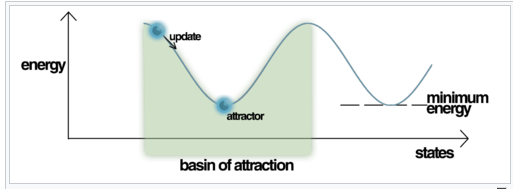 update
energy
attractor
minimum
energy
states
basin of attraction